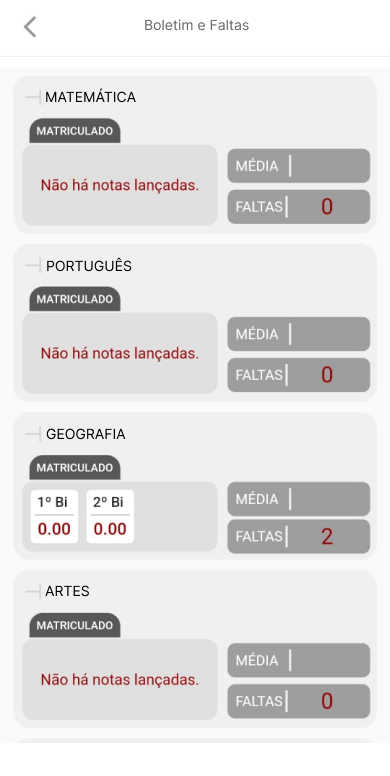 Boletim e Faltas
MATEMÁTICA
MATRICULADO
Não há notas lançadas.
MÉDIA
FALTAS 0
PORTUGUÊS
MATRICULADO
Não há notas lançadas.
MÉDIA
FALTAS 0
GEOGRAFIA
MATRICULADO
1º Bi 2º Bi
0.00 0.00
MÉDIA
FALTAS 2
ARTES
MATRICULADO
Não há notas lançadas.
MÉDIA
FALTAS 0